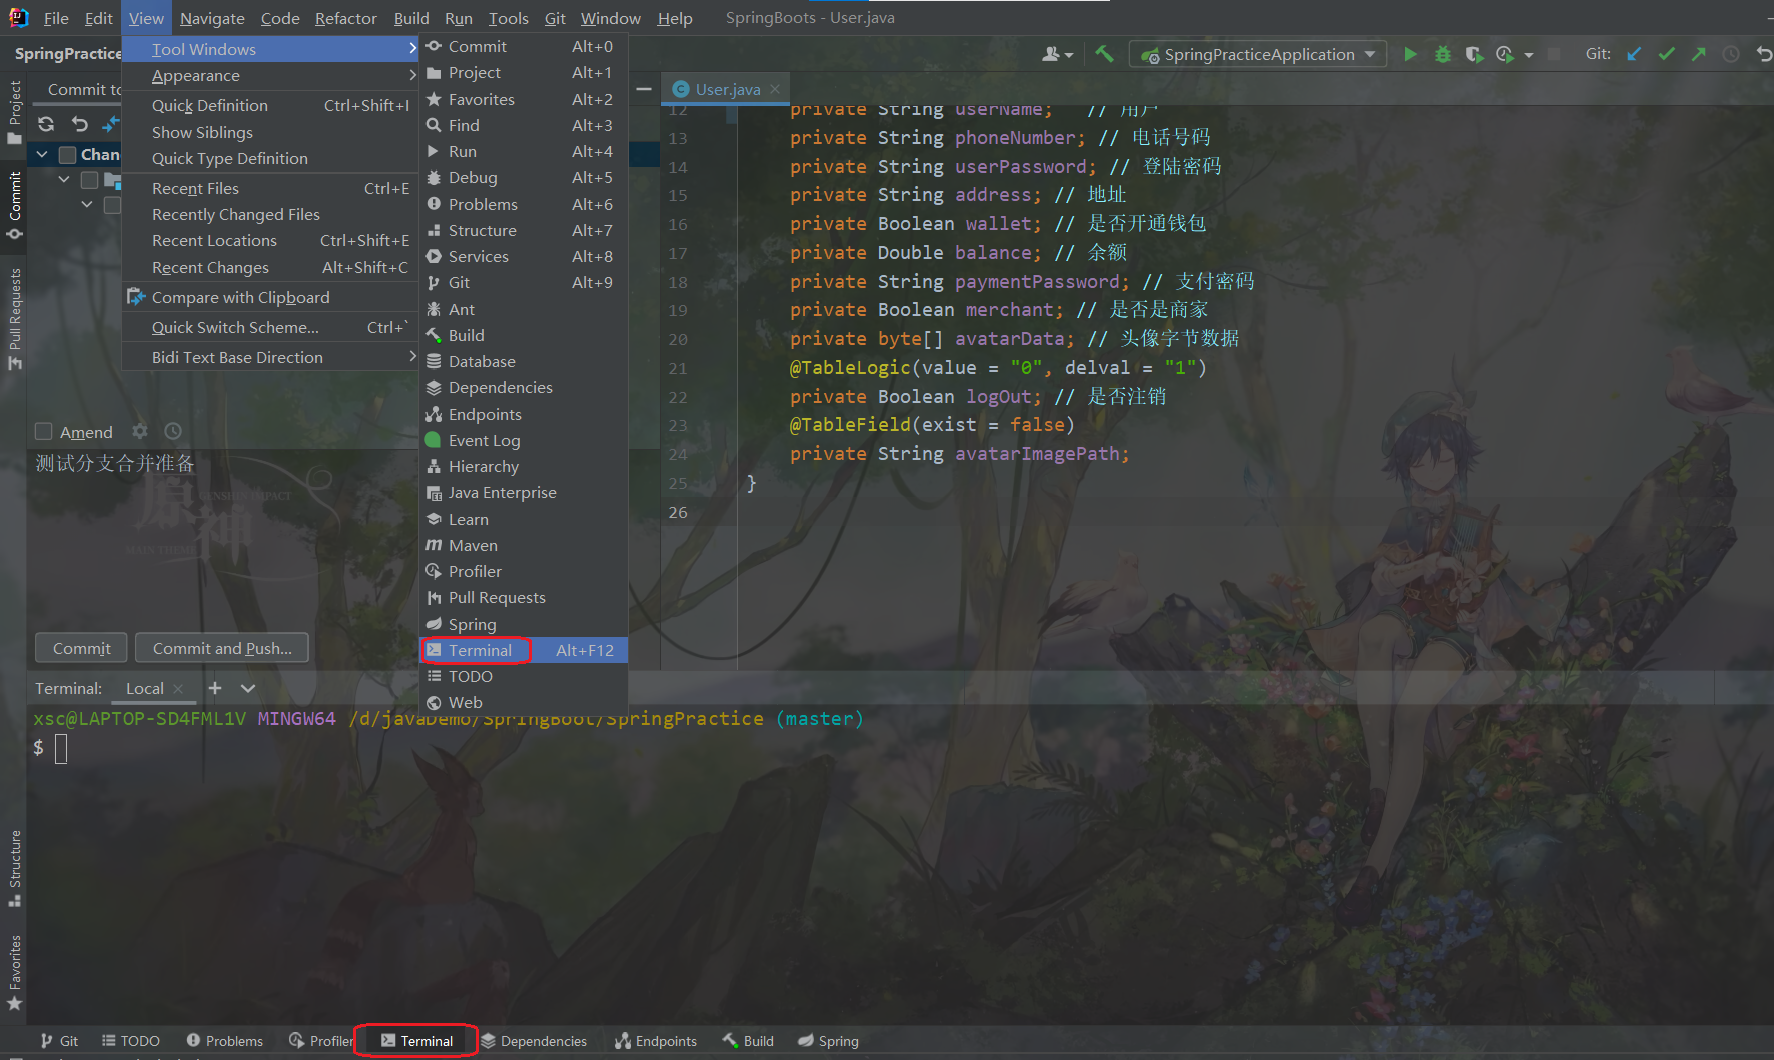 File Edit View Navigate Code Refactor Build Run Tools Git Window Help SpringBoots - User.java
SpringPractice
SpringPracticeApplication
Git:
Tool Windows
Appearance
Quick Definition Ctrl+Shift+I
Show Siblings
Quick Type Definition
Recent Files Ctrl+E
Recently Changed Files
Recent Locations Ctrl+Shift+E
Recent Changes Alt+Shift+C
Compare with Clipboard
Quick Switch Scheme... Ctrl+`
Bidi Text Base Direction
Commit Alt+0
Project Alt+1
Favorites Alt+2
Find Alt+3
Run Alt+4
Debug Alt+5
Problems Alt+6
Structure Alt+7
Services Alt+8
Git Alt+9
Ant
Build
Database
Dependencies
Endpoints
Event Log
Hierarchy
Java Enterprise
Learn
Maven
Profiler
Pull Requests
Spring
Terminal Alt+F12
TODO
Web
Project
Commit
Pull Requests
Structure
Favorites
Commit to
Chan
Amend
测试分支合并准备
原神
GENSHIN IMPACT
MAIN THEME
Commit
Commit and Push...
User.java
12 private String userName; // 用户
13 private String phoneNumber; // 电话号码
14 private String userPassword; // 登陆密码
15 private String address; // 地址
16 private Boolean wallet; // 是否开通钱包
17 private Double balance; // 余额
18 private String paymentPassword; // 支付密码
19 private Boolean merchant; // 是否是商家
20 private byte[] avatarData; // 头像字节数据
21 @TableLogic(value = "0", delval = "1")
22 private Boolean logOut; // 是否注销
23 @TableField(exist = false)
24 private String avatarImagePath;
25 }
26
Terminal: Local
xsc@LAPTOP-SD4FML1V MINGW64 /d/javaDemo/SpringBoot/SpringPractice (master)
$
Git TODO Problems Profiler Terminal Dependencies Endpoints Build Spring